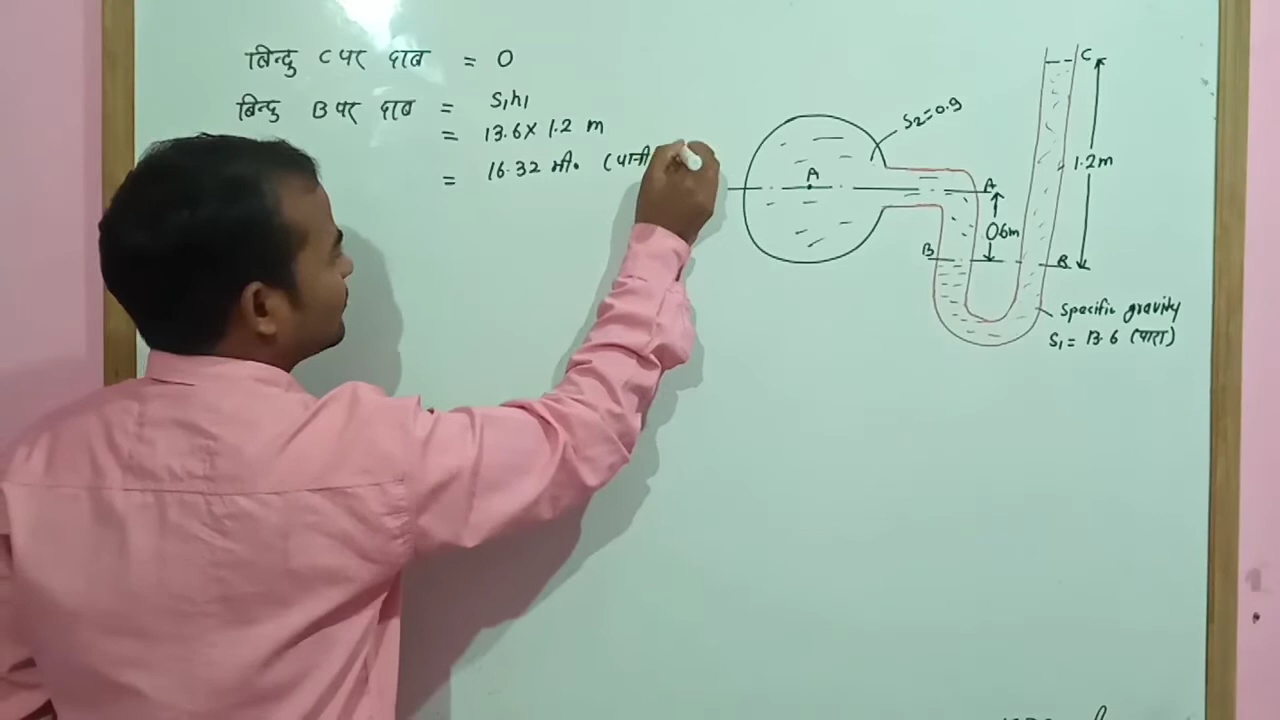 बिन्दु C पर दाब = 0
बिन्दु B पर दाब = S₁h₁
= 13.6 × 1.2 m
= 16.32 मी० (पानी
S₂=0.9
A
A
0.6m
B
B
C
1.2m
Specific gravity
S₁ = 13.6 (पारा)